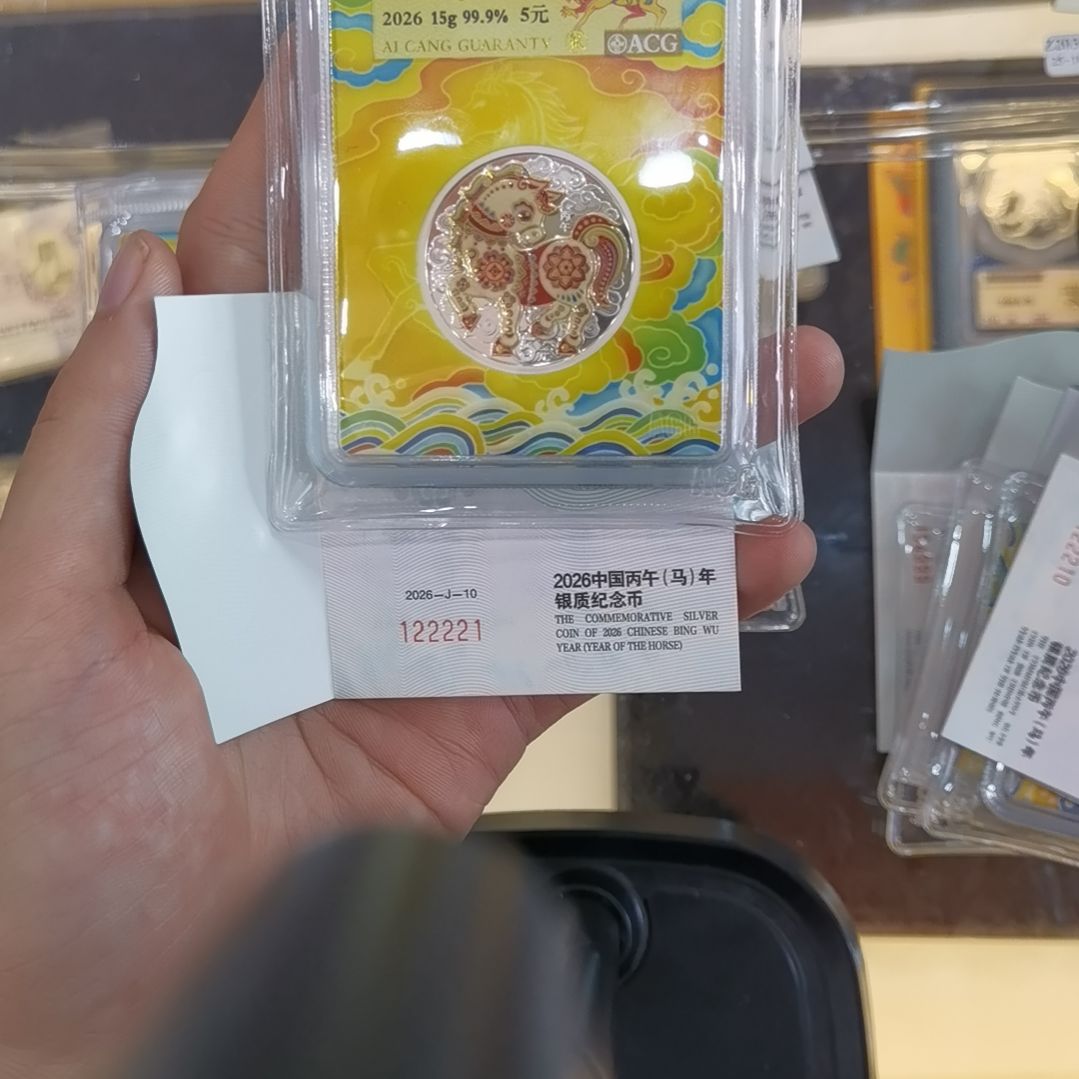 2026 15g 99.9% 5元
AI CANG GUARANTY
ACG
2026-J-10
122221
2026中国丙午(马)年
银质纪念币
THE COMMEMORATIVE SILVER
COIN OF 2026 CHINESE BING WU
YEAR (YEAR OF THE HORSE)